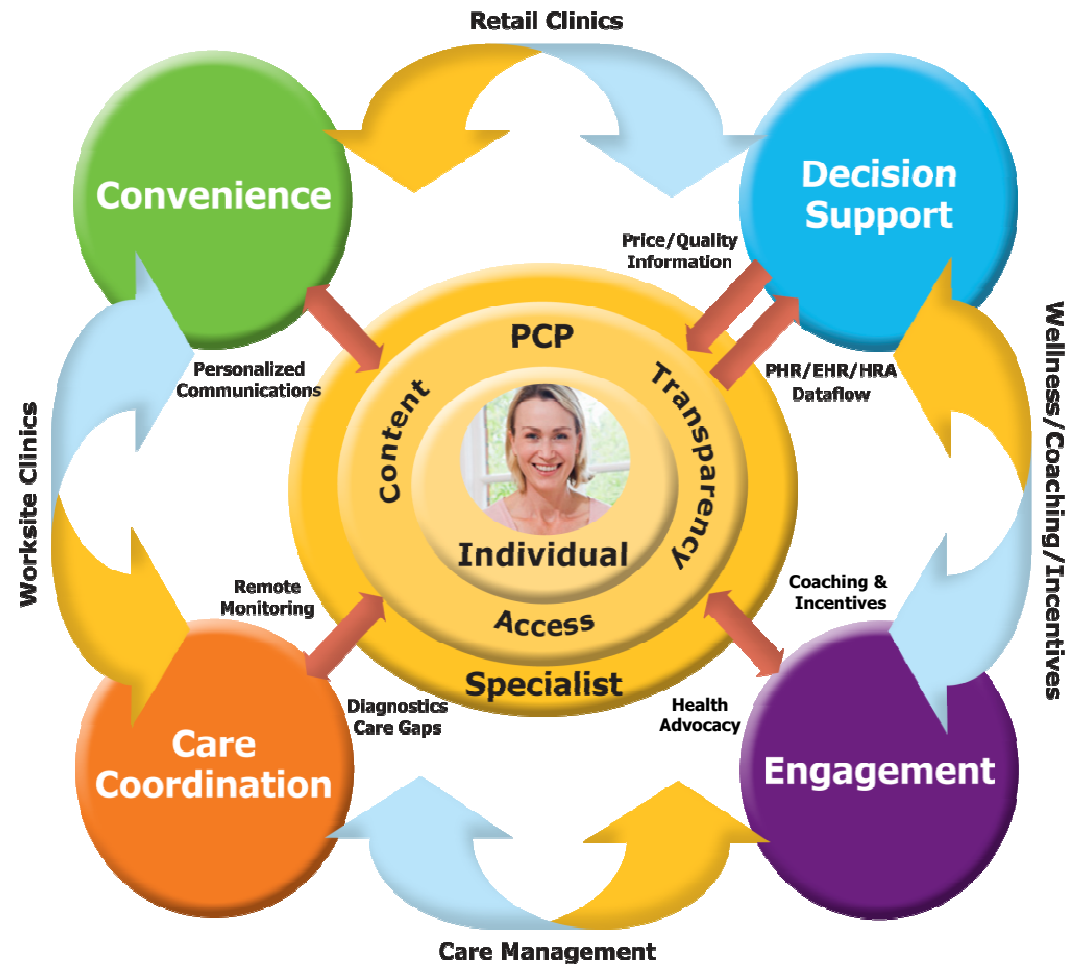 Retail Clinics
Convenience
Decision
Support
Price/Quality
Information
PCP
Personalized
Communications
PHR/EHR/HRA
Dataflow
Content
Transparency
Worksite Clinics
Wellness/Coaching/Incentives
Individual
Remote
Monitoring
Coaching &
Incentives
Access
Specialist
Diagnostics
Care Gaps
Health
Advocacy
Care
Coordination
Engagement
Care Management